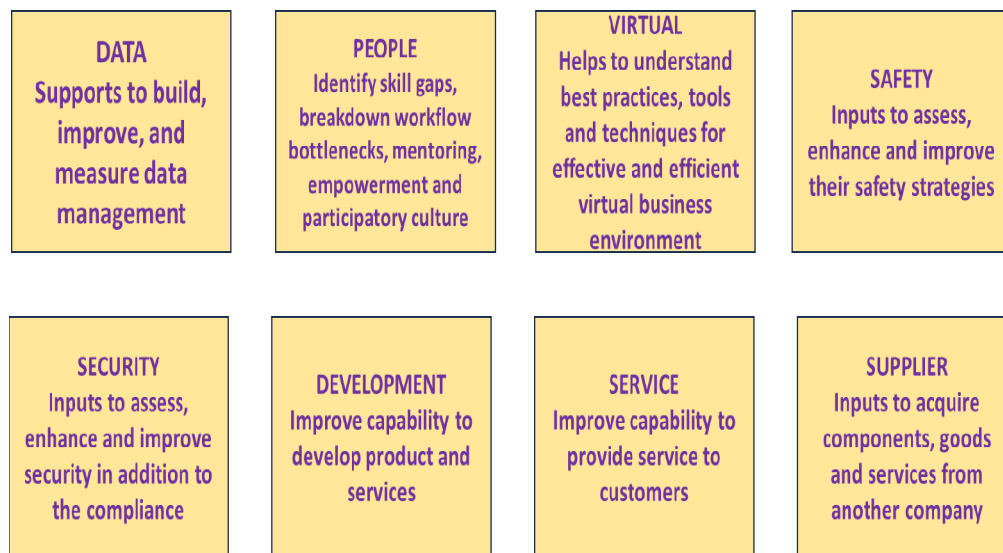 DATA
Supports to build,
improve, and
measure data
management
PEOPLE
Identify skill gaps,
breakdown workflow
bottlenecks, mentoring,
empowerment and
participatory culture
VIRTUAL
Helps to understand
best practices, tools
and techniques for
effective and efficient
virtual business
environment
SAFETY
Inputs to assess,
enhance and improve
their safety strategies
SECURITY
Inputs to assess,
enhance and improve
security in addition to
the compliance
DEVELOPMENT
Improve capability to
develop product and
services
SERVICE
Improve capability to
provide service to
customers
SUPPLIER
Inputs to acquire
components, goods
and services from
another company